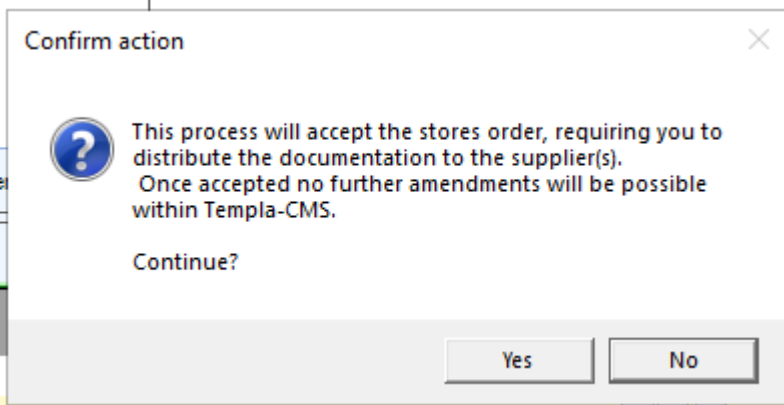 Confirm action
This process will accept the stores order, requiring you to
distribute the documentation to the supplier(s).
Once accepted no further amendments will be possible
within Templa-CMS.
Continue?
Yes
No